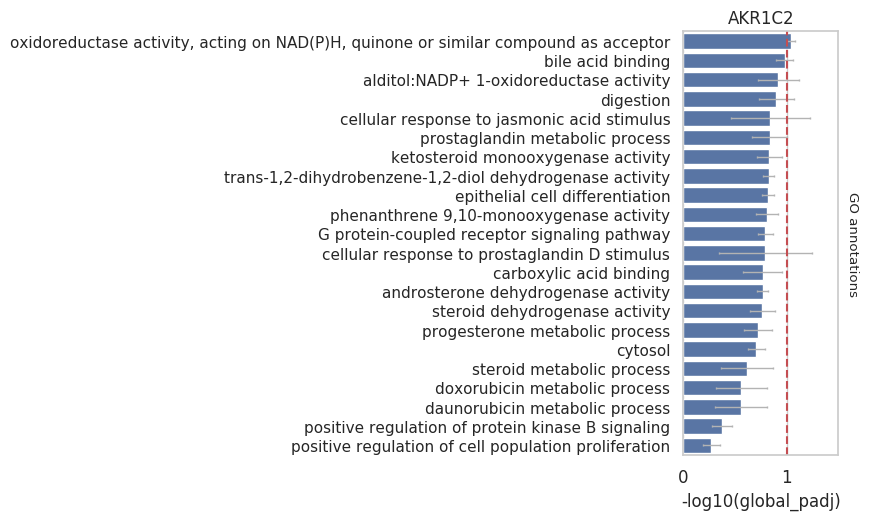 AKR1C2
oxidoreductase activity, acting on NAD(P)H, quinone or similar compound as acceptor
bile acid binding
alditol:NADP+ 1-oxidoreductase activity
digestion
cellular response to jasmonic acid stimulus
prostaglandin metabolic process
ketosteroid monooxygenase activity
trans-1,2-dihydrobenzene-1,2-diol dehydrogenase activity
epithelial cell differentiation
phenanthrene 9,10-monooxygenase activity
G protein-coupled receptor signaling pathway
cellular response to prostaglandin D stimulus
carboxylic acid binding
androsterone dehydrogenase activity
steroid dehydrogenase activity
progesterone metabolic process
cytosol
steroid metabolic process
doxorubicin metabolic process
daunorubicin metabolic process
positive regulation of protein kinase B signaling
positive regulation of cell population proliferation
GO annotations
0 1
-log10(global_padj)